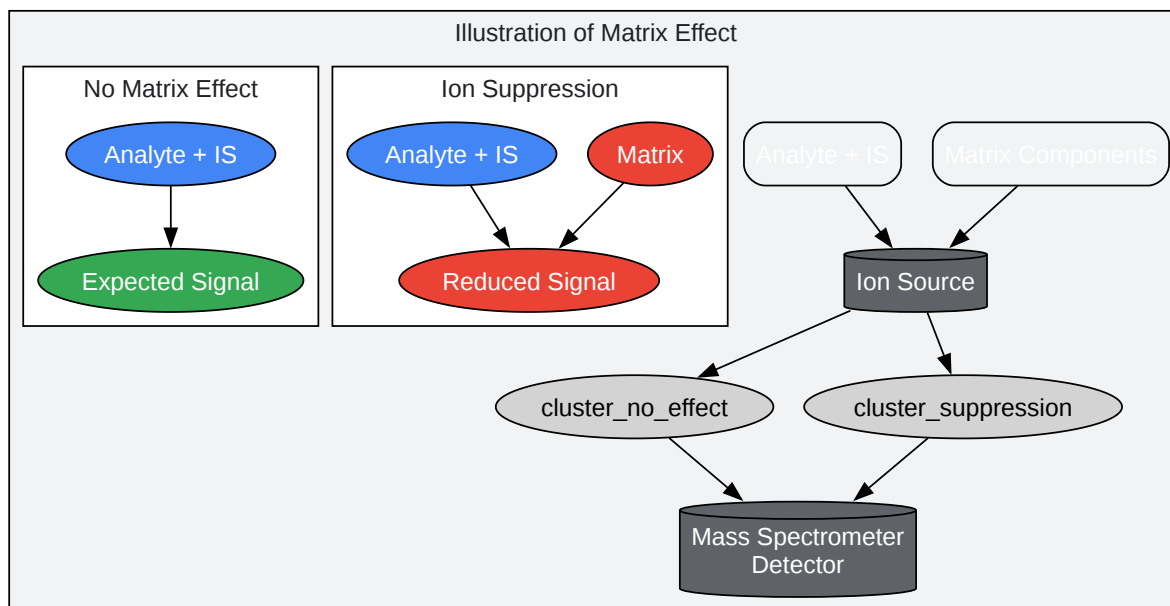 Illustration of Matrix Effect
No Matrix Effect
Ion Suppression
Analyte + IS
Analyte + IS
Matrix
Analyte + IS
Matrix Components
Expected Signal
Reduced Signal
Ion Source
cluster_no_effect
cluster_suppression
Mass Spectrometer
Detector